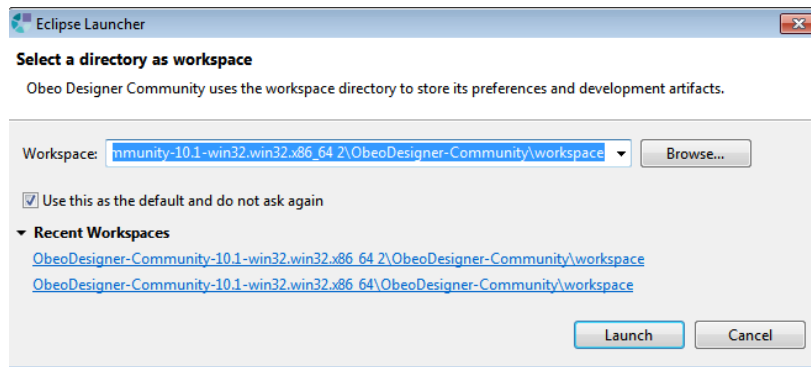 Eclipse Launcher
Select a directory as workspace
Obeo Designer Community uses the workspace directory to store its preferences and development artifacts.
Workspace: mmunity-10.1-win32.win32.x86_64 2\ObeoDesigner-Community\workspace Browse...
Use this as the default and do not ask again
Recent Workspaces
ObeoDesigner-Community-10.1-win32.win32.x86_64 2\ObeoDesigner-Community\workspace
ObeoDesigner-Community-10.1-win32.win32.x86_64\ObeoDesigner-Community\workspace
Launch Cancel